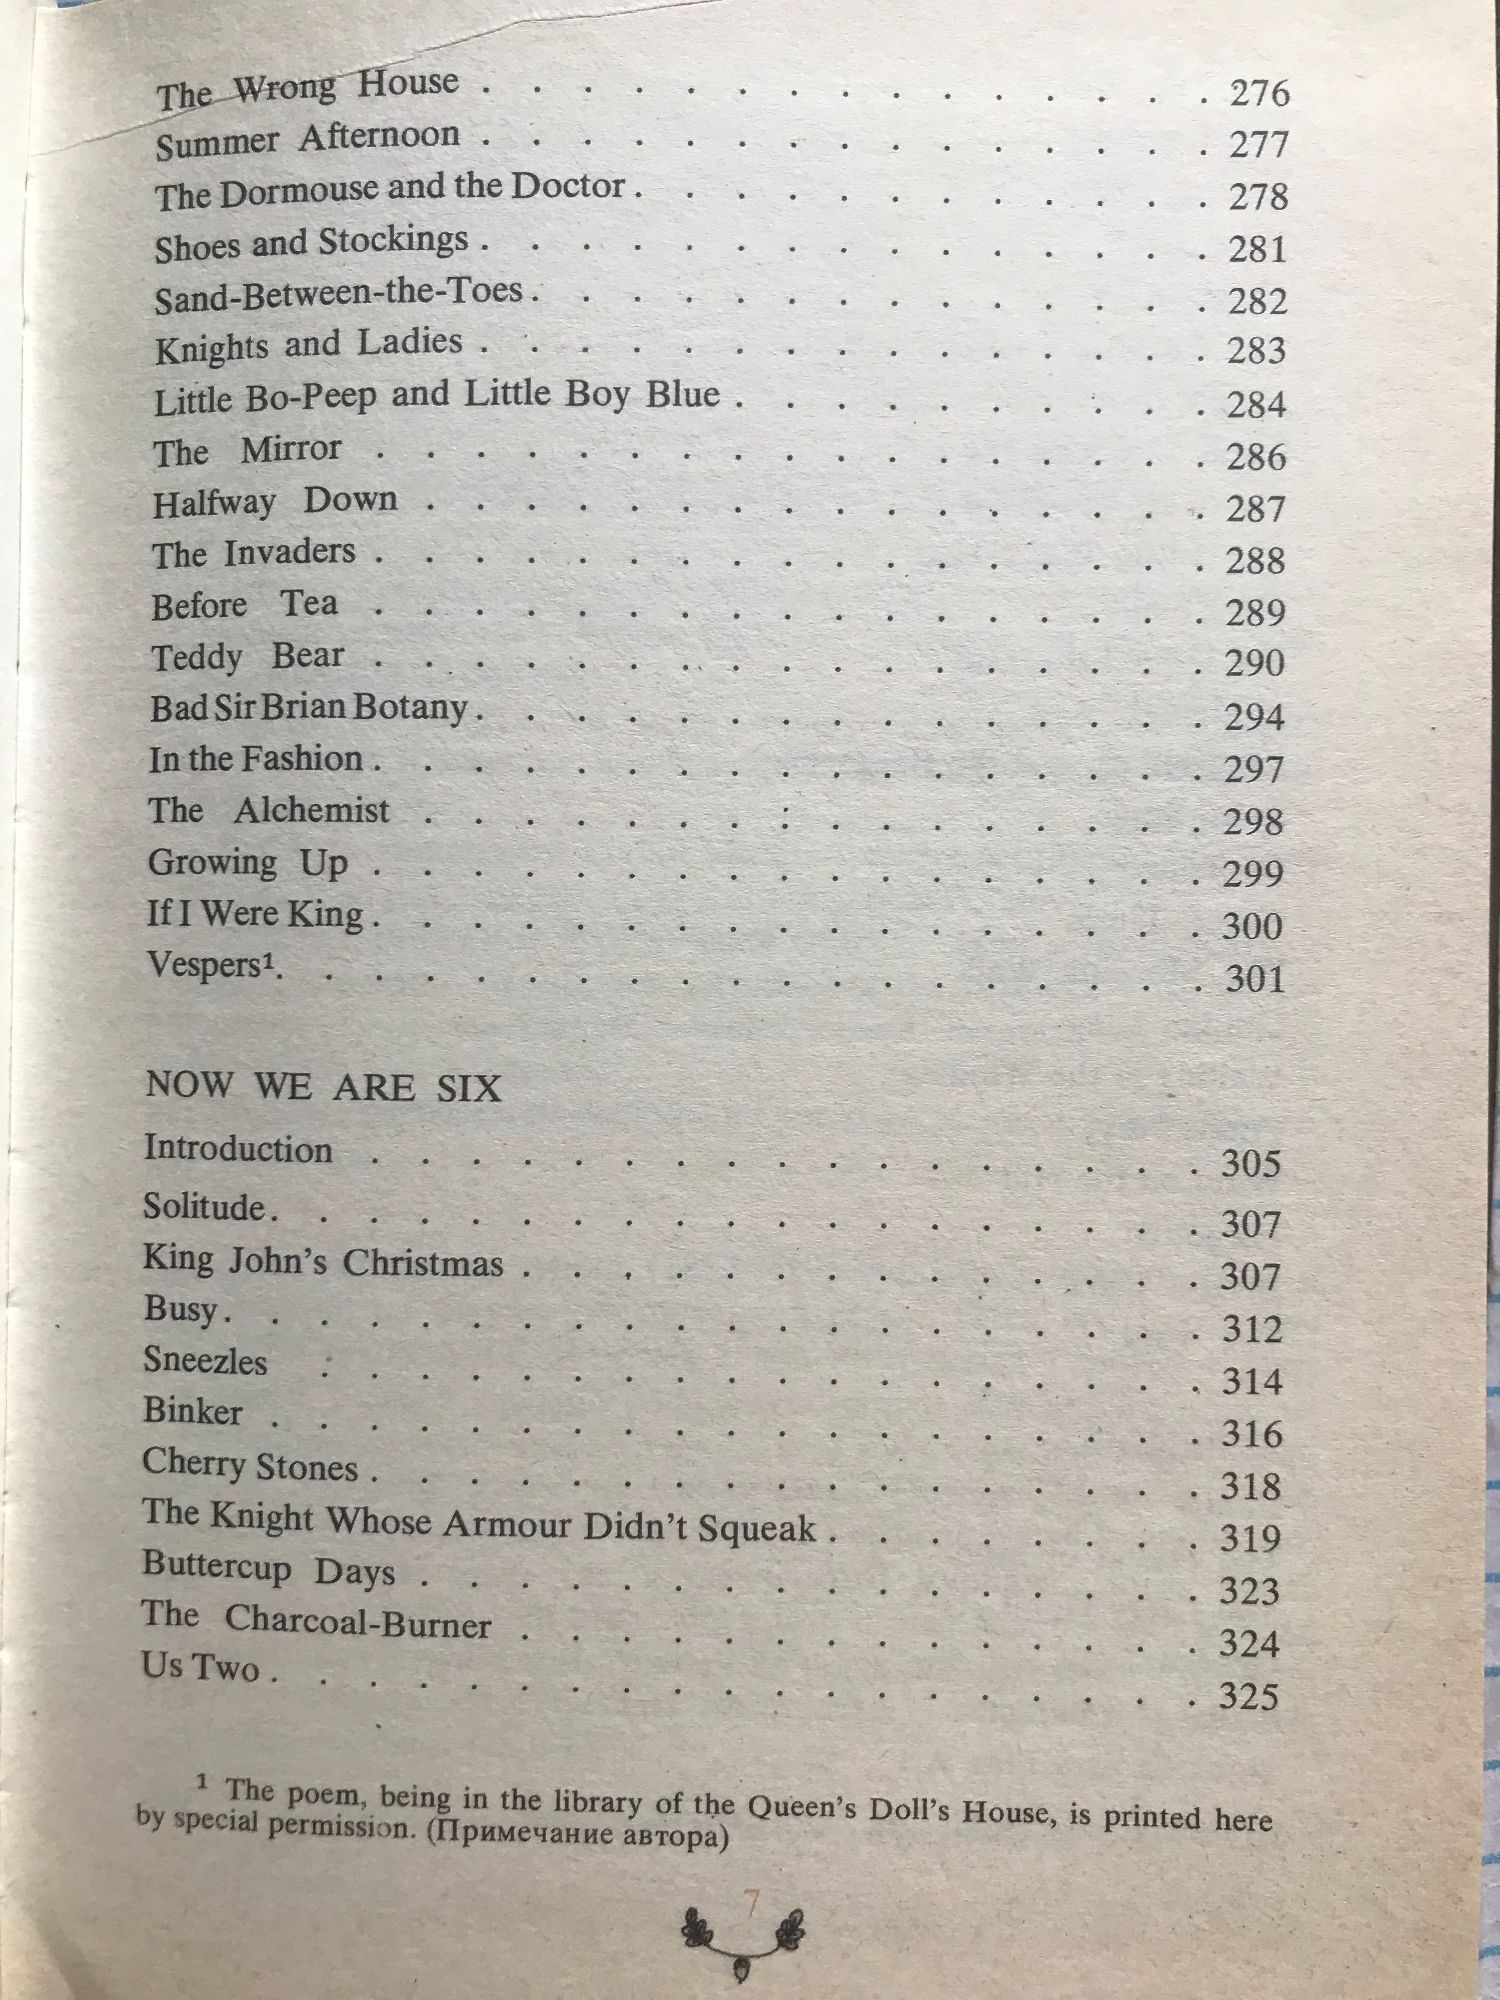 The Wrong House . . . . . . . . . . . . . . . 276
Summer Afternoon . . . . . . . . . . . . . . . 277
The Dormouse and the Doctor . . . . . . . . . . . . 278
Shoes and Stockings . . . . . . . . . . . . . . . 281
Sand-Between-the-Toes . . . . . . . . . . . . . . 282
Knights and Ladies . . . . . . . . . . . . . . . 283
Little Bo-Peep and Little Boy Blue . . . . . . . . . . 284
The Mirror . . . . . . . . . . . . . . . . . 286
Halfway Down . . . . . . . . . . . . . . . . 287
The Invaders . . . . . . . . . . . . . . . . . 288
Before Tea . . . . . . . . . . . . . . . . . 289
Teddy Bear . . . . . . . . . . . . . . . . . 290
Bad Sir Brian Botany . . . . . . . . . . . . . . . 294
In the Fashion . . . . . . . . . . . . . . . . . 297
The Alchemist . . . . . . . . . . . . . . . . 298
Growing Up . . . . . . . . . . . . . . . . . 299
If I Were King . . . . . . . . . . . . . . . . . 300
Vespers¹ . . . . . . . . . . . . . . . . . . . 301
NOW WE ARE SIX
Introduction . . . . . . . . . . . . . . . . . 305
Solitude . . . . . . . . . . . . . . . . . . . 307
King John's Christmas . . . . . . . . . . . . . . 307
Busy . . . . . . . . . . . . . . . . . . . . 312
Sneezles . . . . . . . . . . . . . . . . . . 314
Binker . . . . . . . . . . . . . . . . . . . 316
Cherry Stones . . . . . . . . . . . . . . . . . 318
The Knight Whose Armour Didn't Squeak . . . . . . . . 319
Buttercup Days . . . . . . . . . . . . . . . . 323
The Charcoal-Burner . . . . . . . . . . . . . . 324
Us Two . . . . . . . . . . . . . . . . . . . 325
¹ The poem, being in the library of the Queen's Doll's House, is printed here
by special permission. (Примечание автора)
7